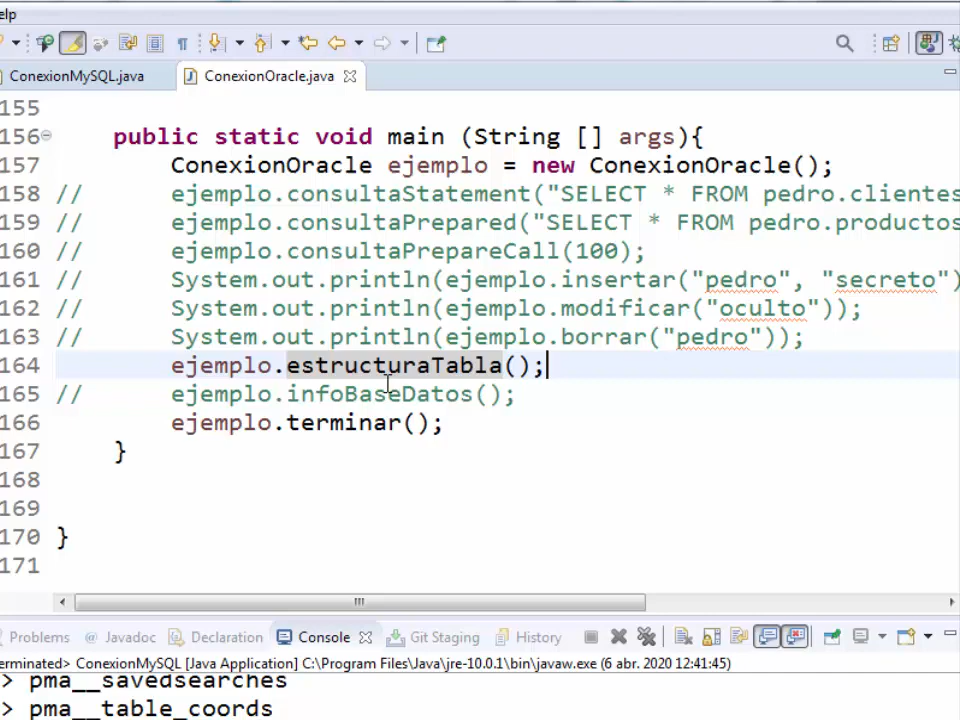 elp
ConexionMySQL.java ConexionOracle.java
155
156 public static void main (String [] args){
157 ConexionOracle ejemplo = new ConexionOracle();
158 // ejemplo.consultaStatement("SELECT * FROM pedro.clientes
159 // ejemplo.consultaPrepared("SELECT * FROM pedro.productos
160 // ejemplo.consultaPrepareCall(100);
161 // System.out.println(ejemplo.insertar("pedro", "secreto")
162 // System.out.println(ejemplo.modificar("oculto"));
163 // System.out.println(ejemplo.borrar("pedro"));
164 ejemplo.estructuraTabla();
165 // ejemplo.infoBaseDatos();
166 ejemplo.terminar();
167 }
168
169
170 }
171
Problems @ Javadoc Declaration Console Git Staging History
erminated> ConexionMySQL [Java Application] C:\Program Files\Java\jre-10.0.1\bin\javaw.exe (6 abr. 2020 12:41:45)
> pma__savedsearches
> pma__table_coords